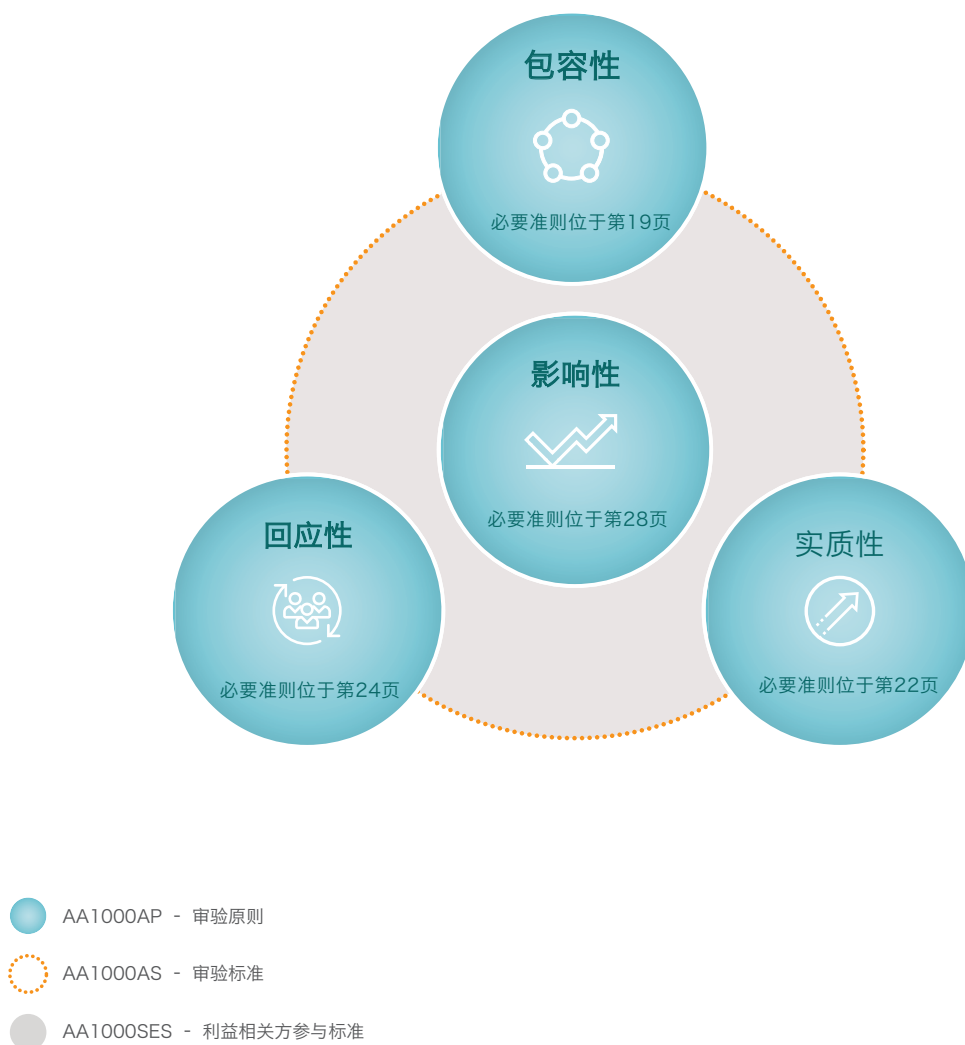 包容性
必要准则位于第19页
影响性
必要准则位于第28页
回应性
必要准则位于第24页
实质性
必要准则位于第22页
AA1000AP - 审验原则
AA1000AS - 审验标准
AA1000SES - 利益相关方参与标准